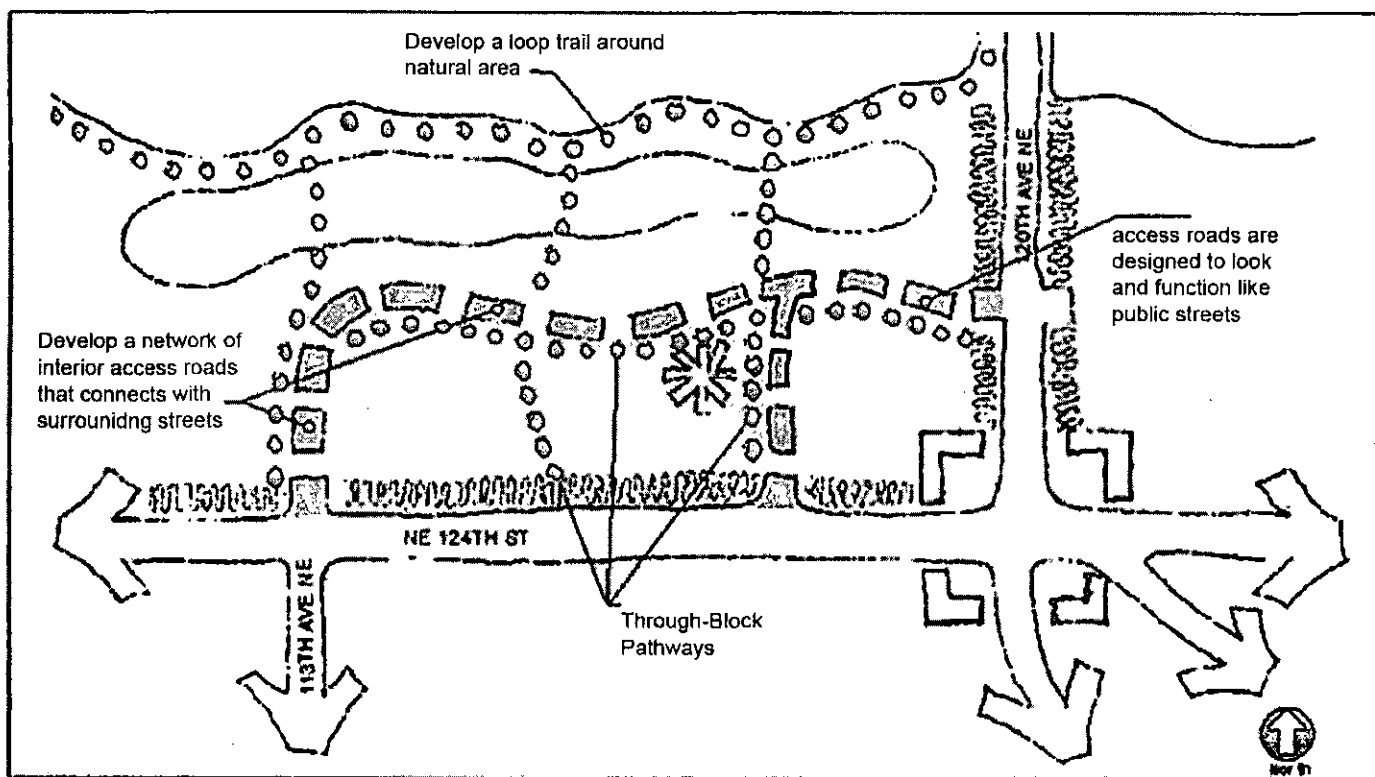 Develop a loop trail around
natural area
120TH AVE NE
access roads are
designed to look
and function like
public streets
Develop a network of
interior access roads
that connects with
surrounidng streets
NE 124TH ST
113TH AVE NE
Through-Block
Pathways
North